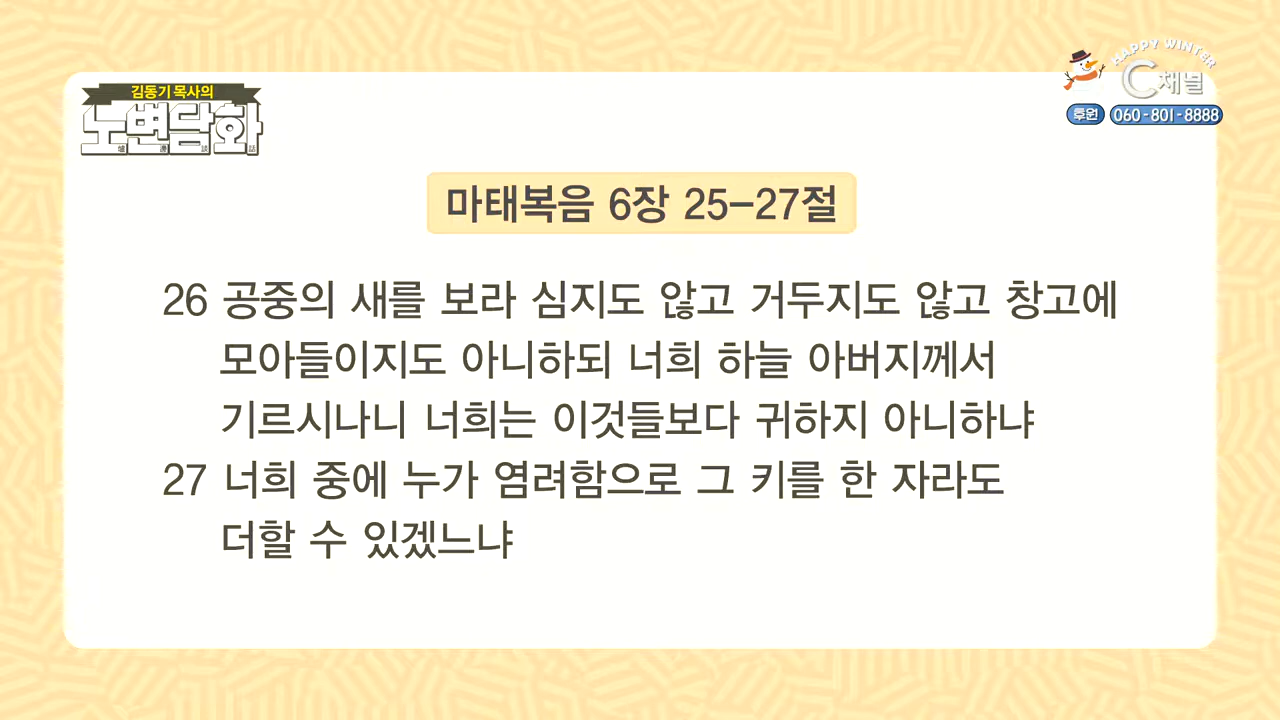 김동기 목사의
노변담화
爐 邊 談 話
HAPPY WINTER
C채널
후원 060-801-8888
마태복음 6장 25-27절
26 공중의 새를 보라 심지도 않고 거두지도 않고 창고에
모아들이지도 아니하되 너희 하늘 아버지께서
기르시나니 너희는 이것들보다 귀하지 아니하냐
27 너희 중에 누가 염려함으로 그 키를 한 자라도
더할 수 있겠느냐